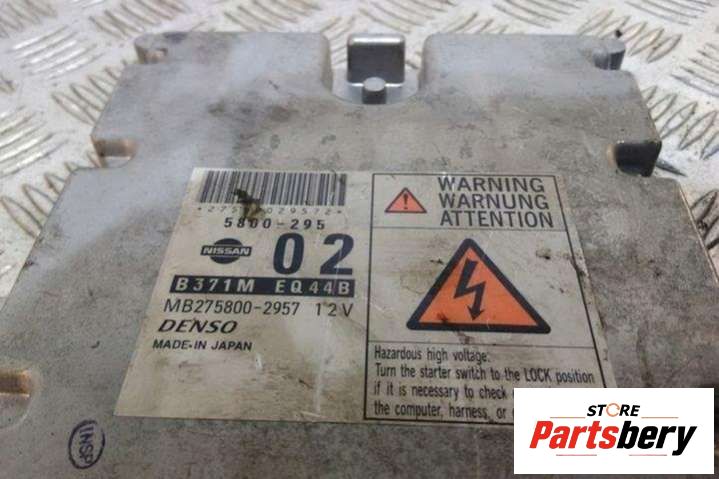 5800-295
NISSAN
02
B371M EQ44B
MB275800-2957 12V
DENSO
MADE IN JAPAN
WARNING
WARNUNG
ATTENTION
Hazardous high voltage:
Turn the starter switch to the LOCK position
if it is necessary to check
the computer, harness, or
INSP
STORE
Partsbery